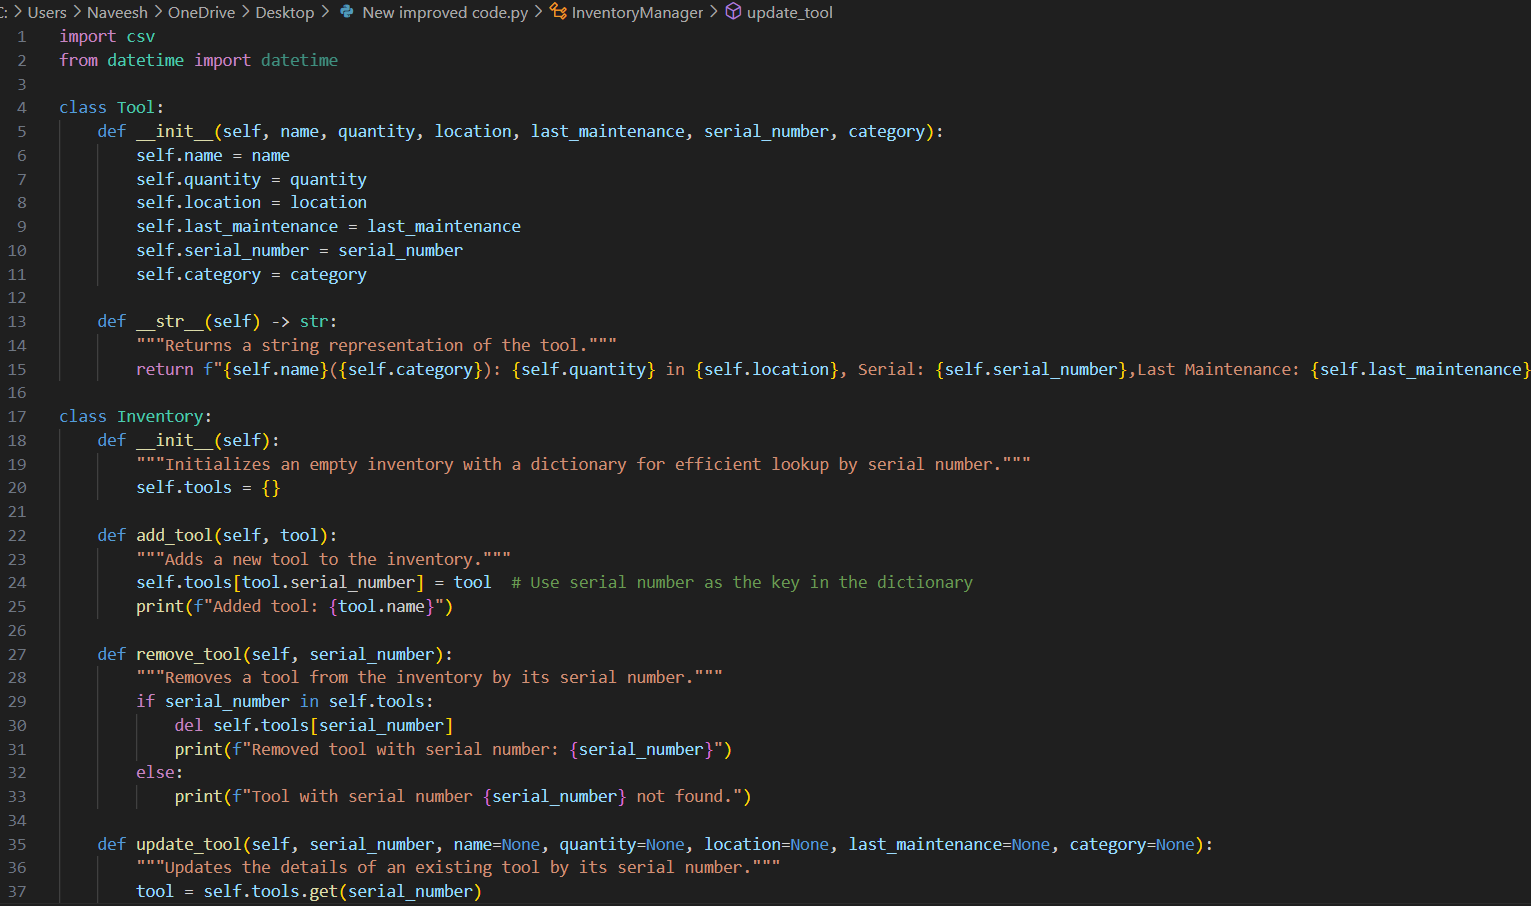 C: > Users > Naveesh > OneDrive > Desktop > New improved code.py > InventoryManager > update_tool
1 import csv
2 from datetime import datetime
3
4 class Tool:
5     def __init__(self, name, quantity, location, last_maintenance, serial_number, category):
6         self.name = name
7         self.quantity = quantity
8         self.location = location
9         self.last_maintenance = last_maintenance
10         self.serial_number = serial_number
11         self.category = category
12
13     def __str__(self) -> str:
14         """Returns a string representation of the tool."""
15         return f"{self.name}({self.category}): {self.quantity} in {self.location}, Serial: {self.serial_number},Last Maintenance: {self.last_maintenance}
16
17 class Inventory:
18     def __init__(self):
19         """Initializes an empty inventory with a dictionary for efficient lookup by serial number."""
20         self.tools = {}
21
22     def add_tool(self, tool):
23         """Adds a new tool to the inventory."""
24         self.tools[tool.serial_number] = tool  # Use serial number as the key in the dictionary
25         print(f"Added tool: {tool.name}")
26
27     def remove_tool(self, serial_number):
28         """Removes a tool from the inventory by its serial number."""
29         if serial_number in self.tools:
30             del self.tools[serial_number]
31             print(f"Removed tool with serial number: {serial_number}")
32         else:
33             print(f"Tool with serial number {serial_number} not found.")
34
35     def update_tool(self, serial_number, name=None, quantity=None, location=None, last_maintenance=None, category=None):
36         """Updates the details of an existing tool by its serial number."""
37         tool = self.tools.get(serial_number)